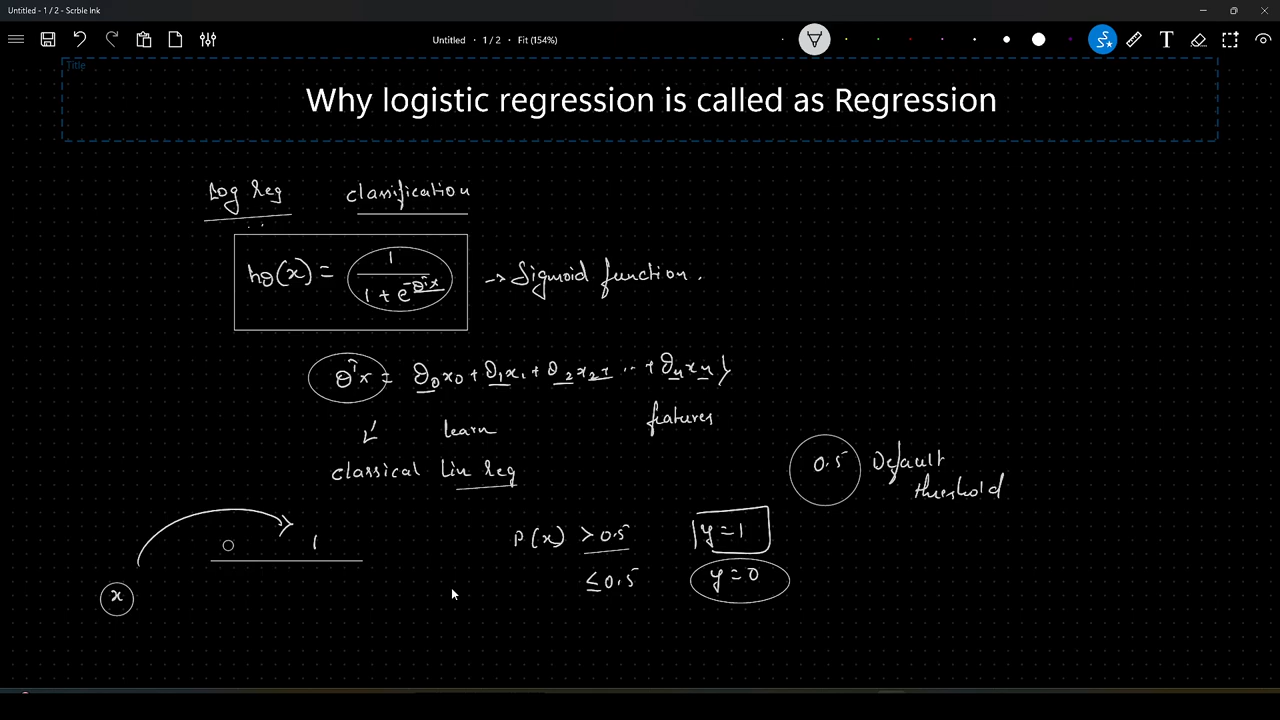 Untitled - 1 / 2 - Scrble Ink
Untitled • 1 / 2 • Fit (154%)
Title
Why logistic regression is called as Regression
Log Reg classification
hθ(x) = 1 / (1 + e^-θᵀx) → Sigmoid function.
θᵀx = θ0x0 + θ1x1 + θ2x2 + ·· + θnxn }
learn features
classical Lin reg
0.5 Default
threshold
0 1
P(x) > 0.5 y=1
≤ 0.5 y=0
x